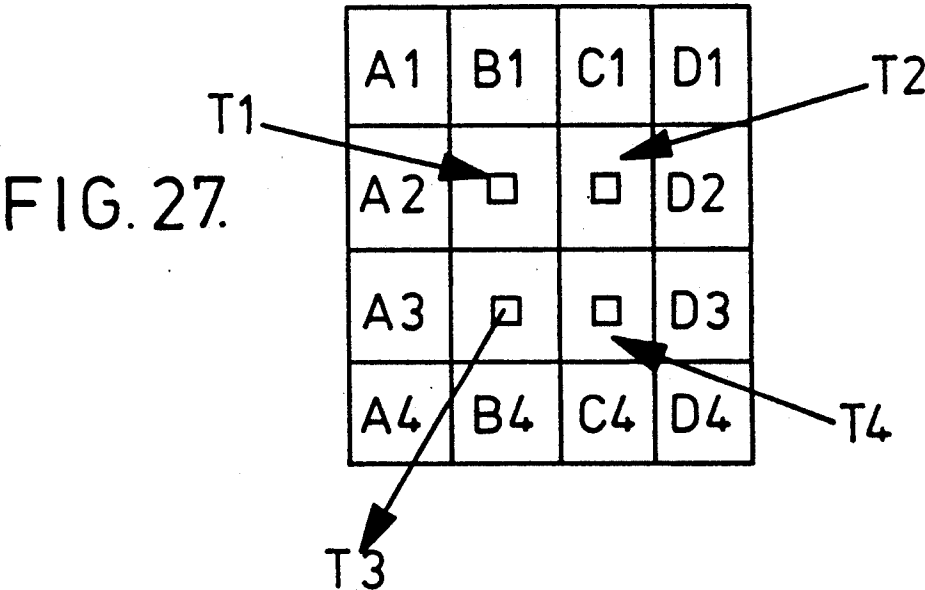 A1 B1 C1 D1
T1
T2
FIG. 27.
A2 D2
A3 D3
A4 B4 C4 D4
T4
T3